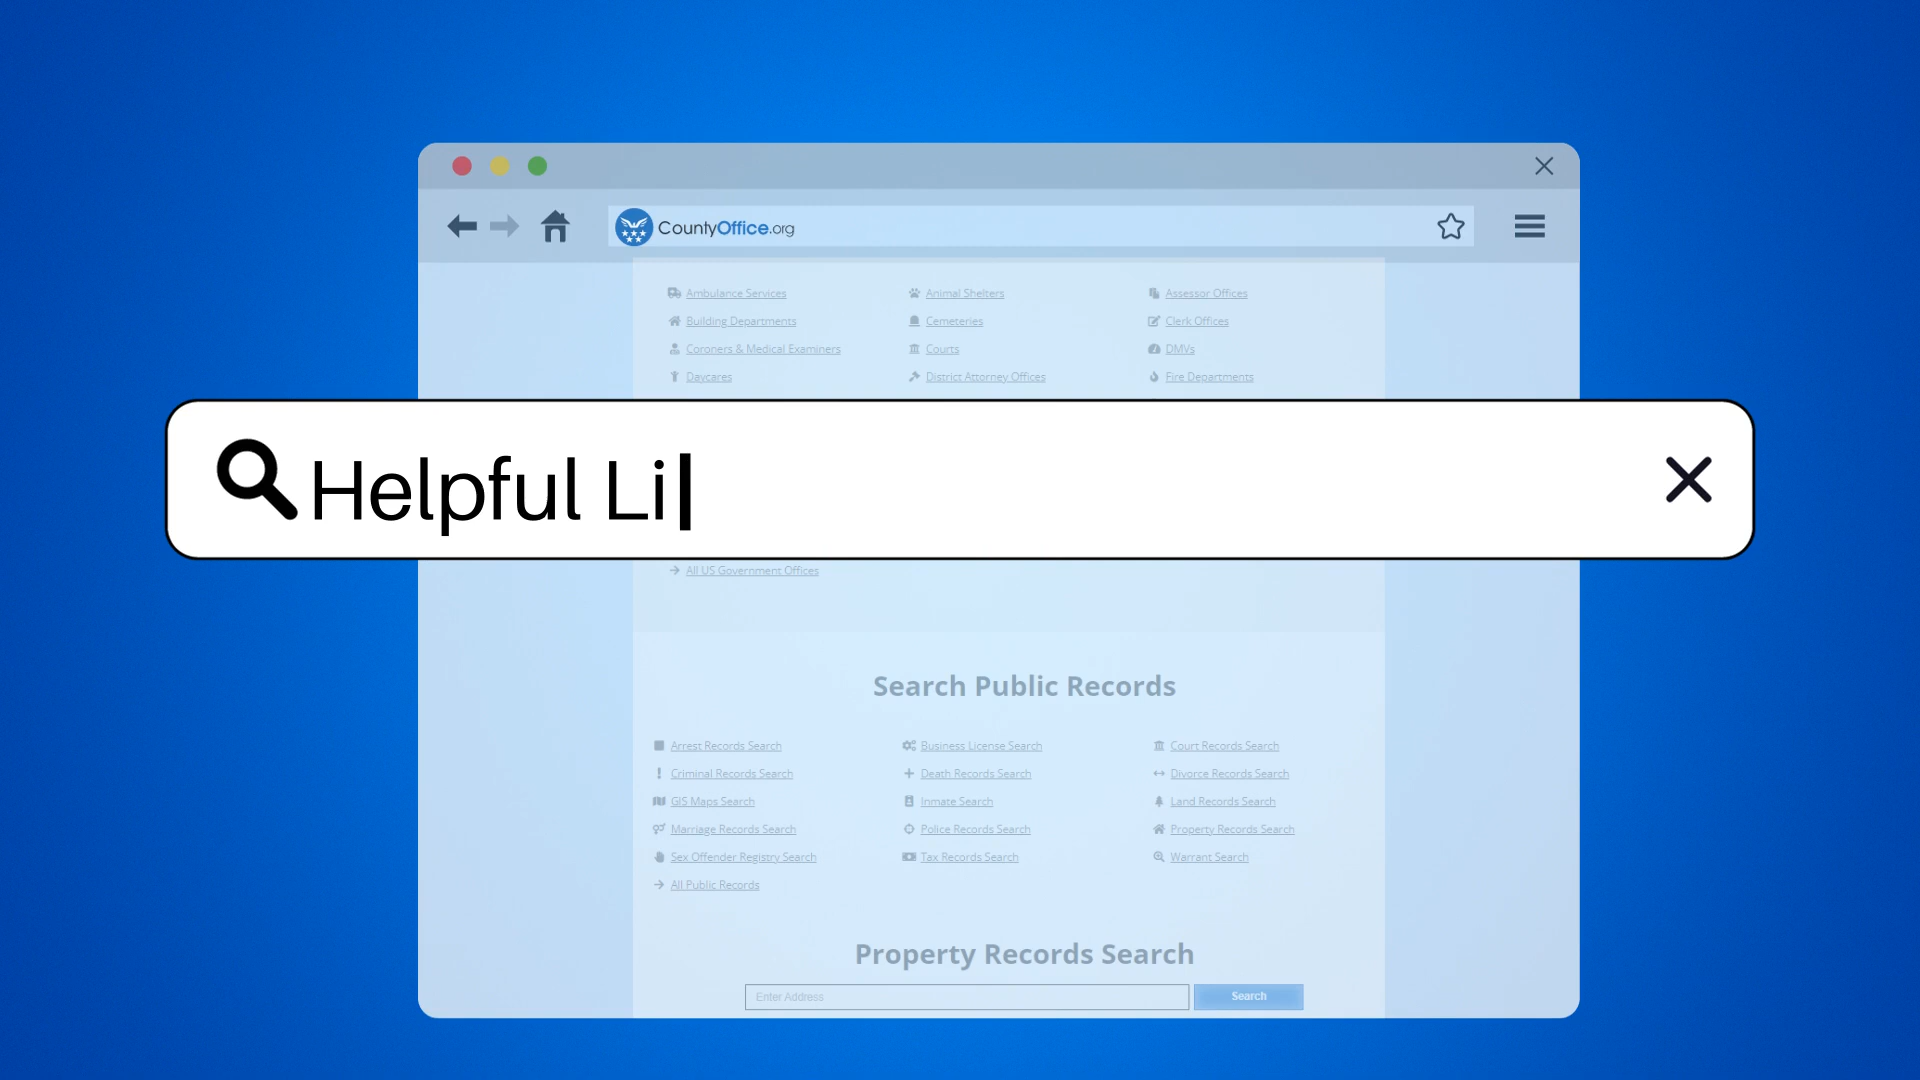 CountyOffice.org
Ambulance Services Animal Shelters Assessor Offices
Building Departments Cemeteries Clerk Offices
Coroners & Medical Examiners Courts DMVs
Daycares District Attorney Offices Fire Departments
Helpful Li
All US Government Offices
Search Public Records
Arrest Records Search Business License Search Court Records Search
Criminal Records Search Death Records Search Divorce Records Search
GIS Maps Search Inmate Search Land Records Search
Marriage Records Search Police Records Search Property Records Search
Sex Offender Registry Search Tax Records Search Warrant Search
All Public Records
Property Records Search
Enter Address Search